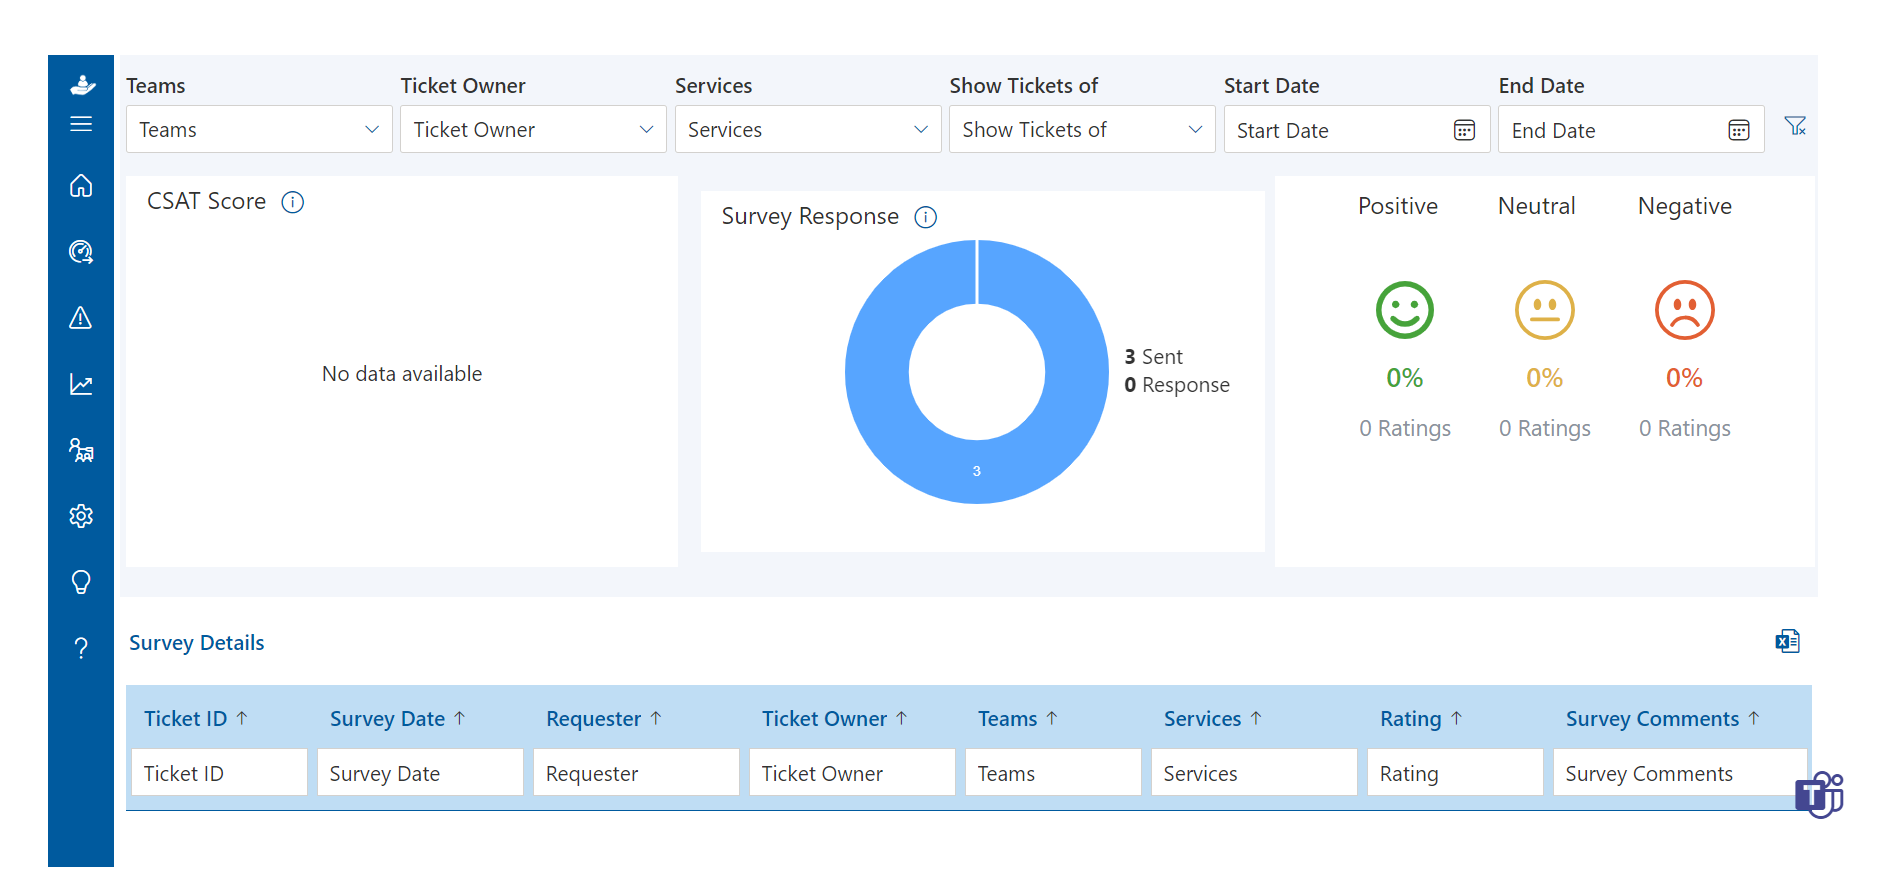 Teams Ticket Owner Services Show Tickets of Start Date End Date
Teams Ticket Owner Services Show Tickets of Start Date End Date
CSAT Score
No data available
Survey Response
3 Sent
0 Response
3
Positive Neutral Negative
0% 0% 0%
0 Ratings 0 Ratings 0 Ratings
Survey Details
Ticket ID Survey Date Requester Ticket Owner Teams Services Rating Survey Comments
Ticket ID Survey Date Requester Ticket Owner Teams Services Rating Survey Comments